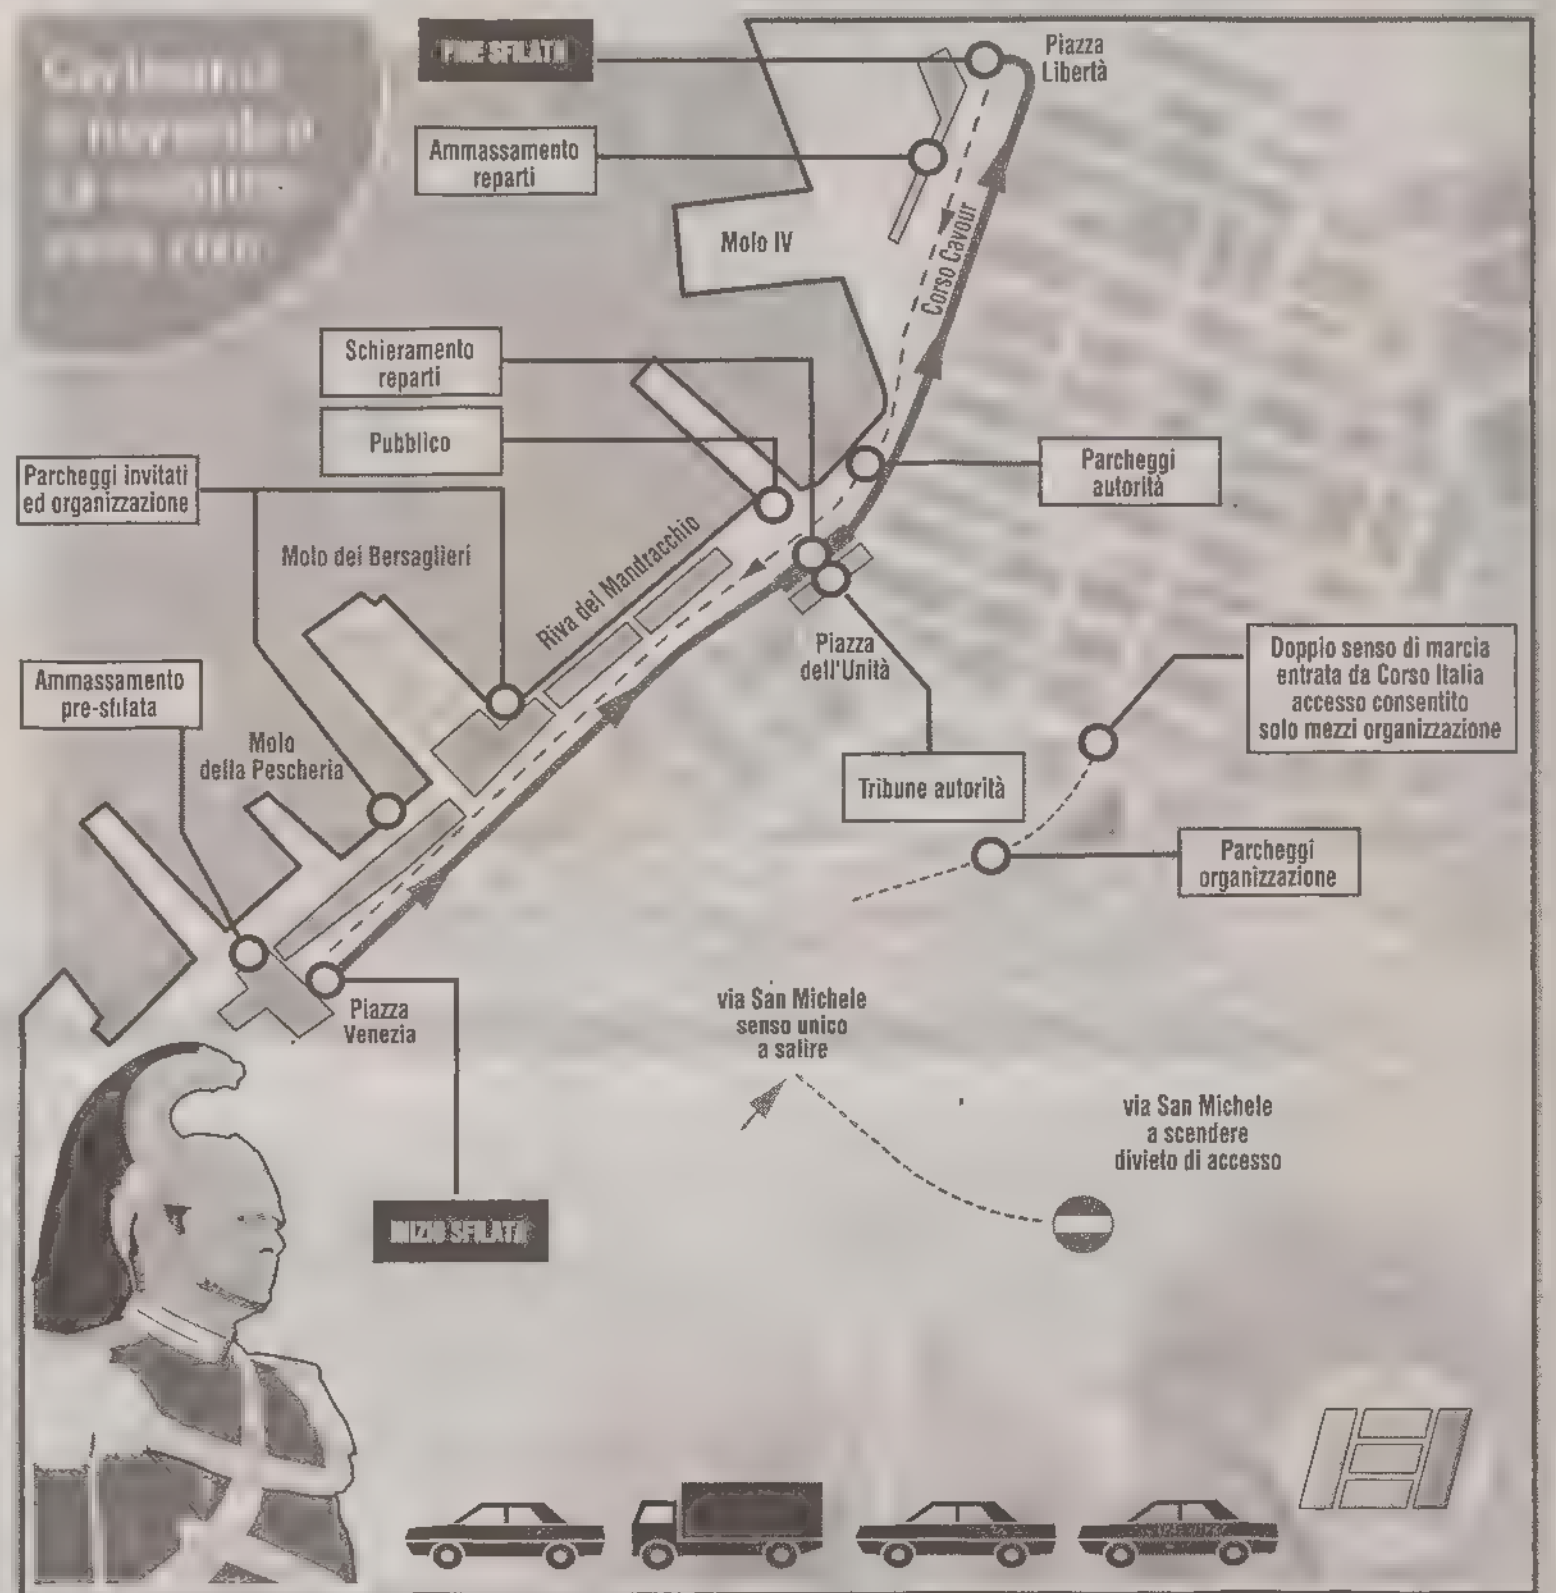 FINE SFILATA
Piazza
Libertà
Ammassamento
reparti
Molo IV
Corso Cavour
Schieramento
reparti
Pubblico
Parcheggi invitati
ed organizzazione
Parcheggi
autorità
Molo dei Bersaglieri
Riva del Mandracchio
Piazza
dell'Unità
Doppio senso di marcia
entrata da Corso Italia
accesso consentito
solo mezzi organizzazione
Ammassamento
pre-sfilata
Molo
della Pescheria
Tribune autorità
Parcheggi
organizzazione
Piazza
Venezia
via San Michele
senso unico
a salire
via San Michele
a scendere
divieto di accesso
INIZIO SFILATA